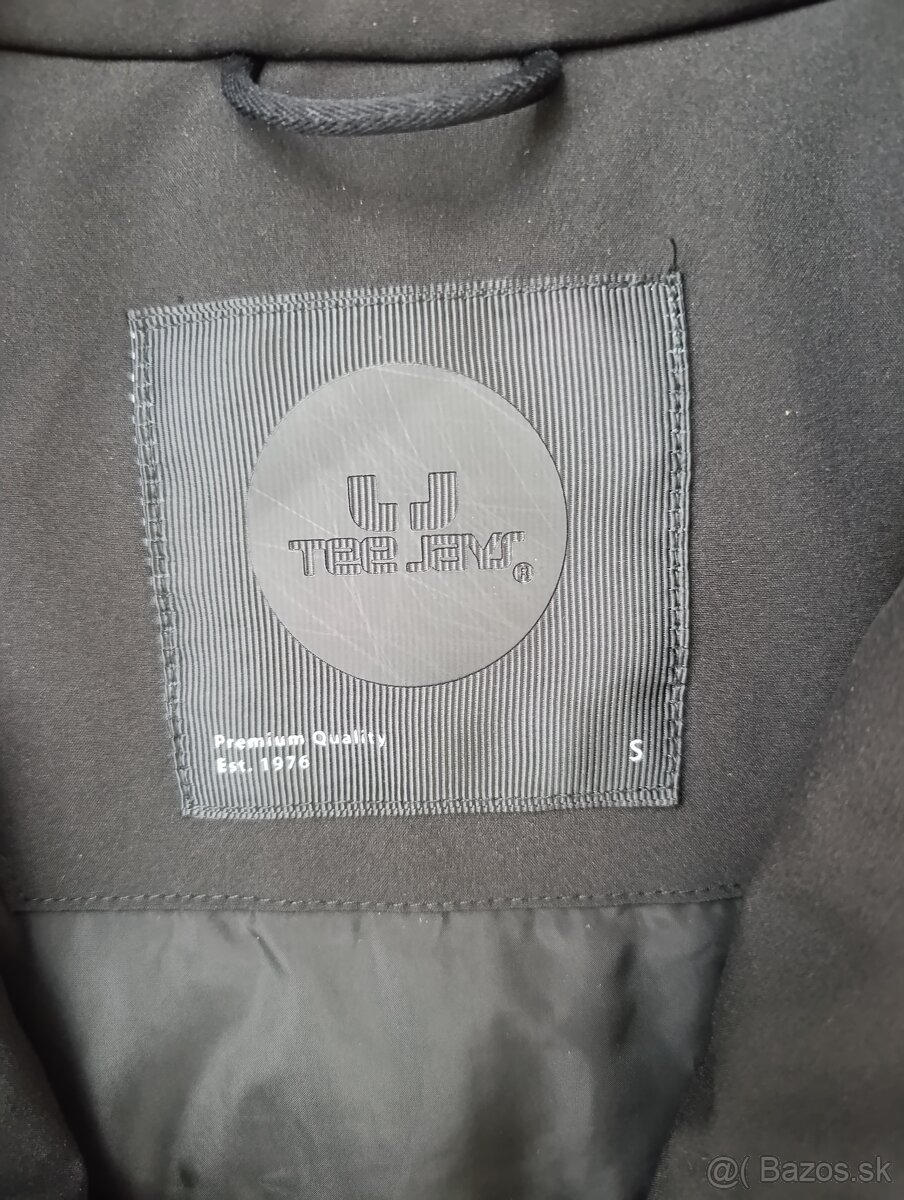 TEE JAYS®
Premium Quality
Est. 1976
S
@( Bazos.sk